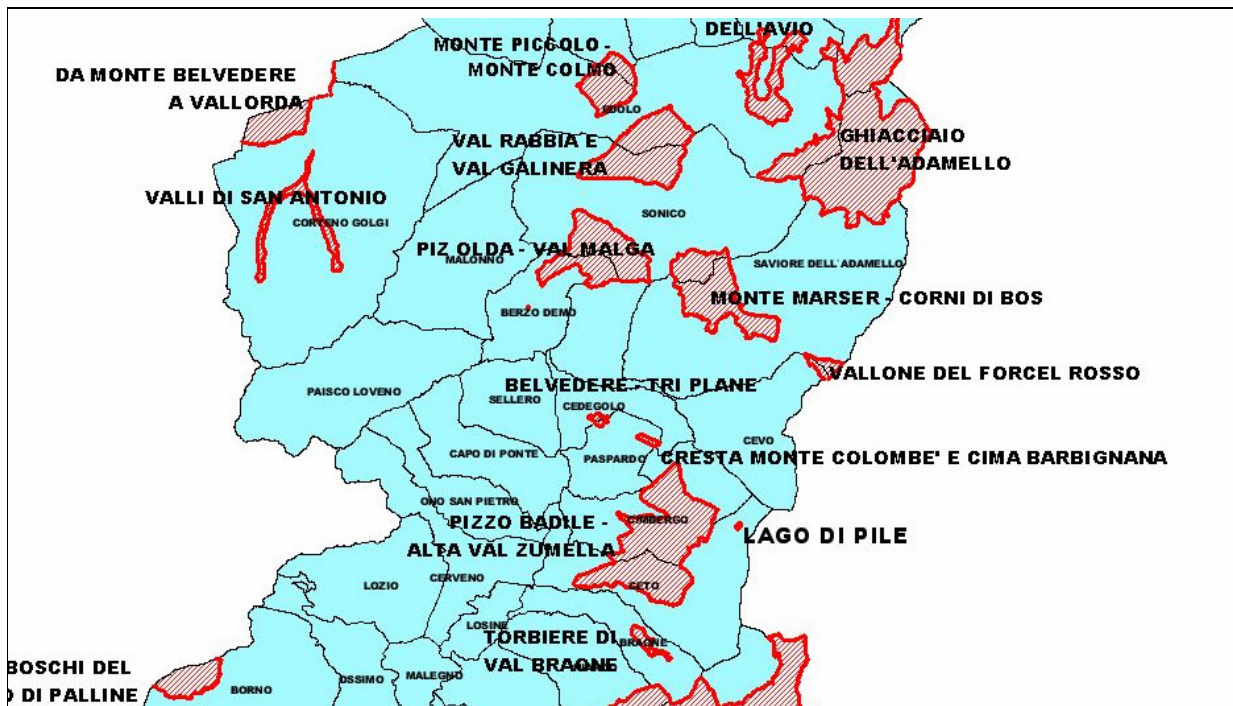 DELL'AVIO
MONTE PICCOLO -
MONTE COLMO
DA MONTE BELVEDERE
A VALLORDA
EDOLO
VAL RABBIA E
VAL GALINERA
GHIACCIAIO
DELL'ADAMELLO
VALLI DI SAN ANTONIO
CORTENO GOLGI
SONICO
PIZ OLDA - VAL MALGA
MALONNO
SAVIORE DELL'ADAMELLO
MONTE MARSER - CORNI DI BOS
BERZO DEMO
VALLONE DEL FORCEL ROSSO
BELVEDERE - TRI PLANE
PAISCO LOVENO
SELLERO
CEDEGOLO
CEVO
CAPO DI PONTE
PASPARDO
CRESTA MONTE COLOMBE' E CIMA BARBIGNANA
ONO SAN PIETRO
PIZZO BADILE -
ALTA VAL ZUMELLA
CIMBERGO
LAGO DI PILE
LOZIO
CERVENO
CETO
LOSINE
TORBIERE DI
VAL BRAONE
BRAONE
BOSCHI DEL
O DI PALLINE
BORNO
OSSIMO
MALEGNO